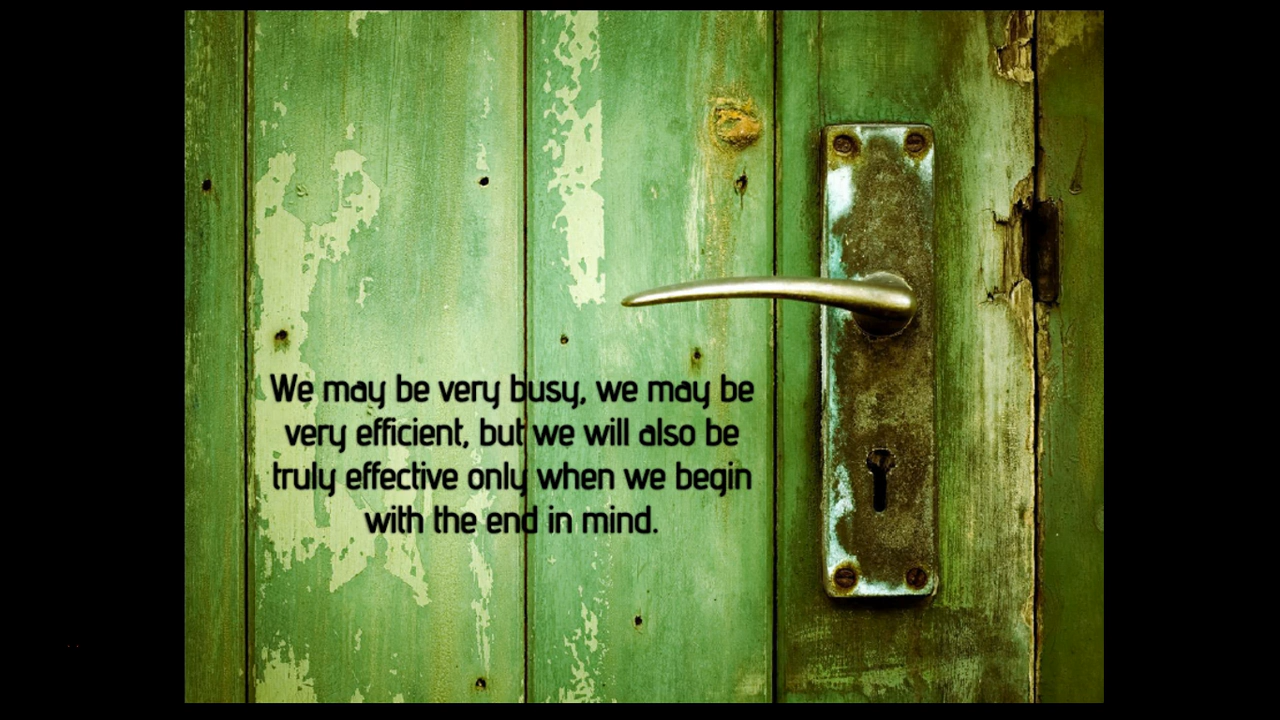 We may be very busy, we may be
very efficient, but we will also be
truly effective only when we begin
with the end in mind.